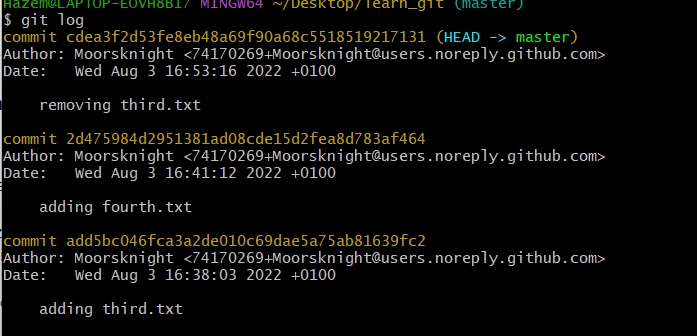 Hazem@LAPTOP-EOVH8BI7 MINGW64 ~/Desktop/learn_git (master)
$ git log
commit cdea3f2d53fe8eb48a69f90a68c5518519217131 (HEAD -> master)
Author: Moorsknight <74170269+Moorsknight@users.noreply.github.com>
Date:   Wed Aug 3 16:53:16 2022 +0100
    removing third.txt
commit 2d475984d2951381ad08cde15d2fea8d783af464
Author: Moorsknight <74170269+Moorsknight@users.noreply.github.com>
Date:   Wed Aug 3 16:41:12 2022 +0100
    adding fourth.txt
commit add5bc046fca3a2de010c69dae5a75ab81639fc2
Author: Moorsknight <74170269+Moorsknight@users.noreply.github.com>
Date:   Wed Aug 3 16:38:03 2022 +0100
    adding third.txt